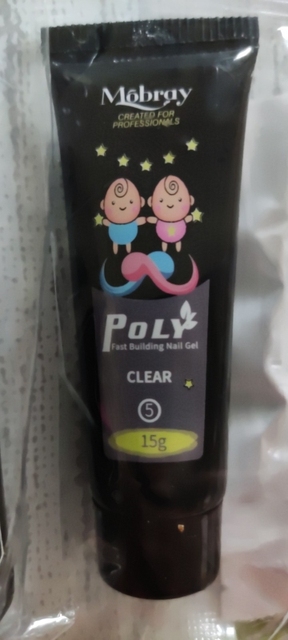 Mobray
CREATED FOR
PROFESSIONALS
POLY
Fast Building Nail Gel
CLEAR
5
15g